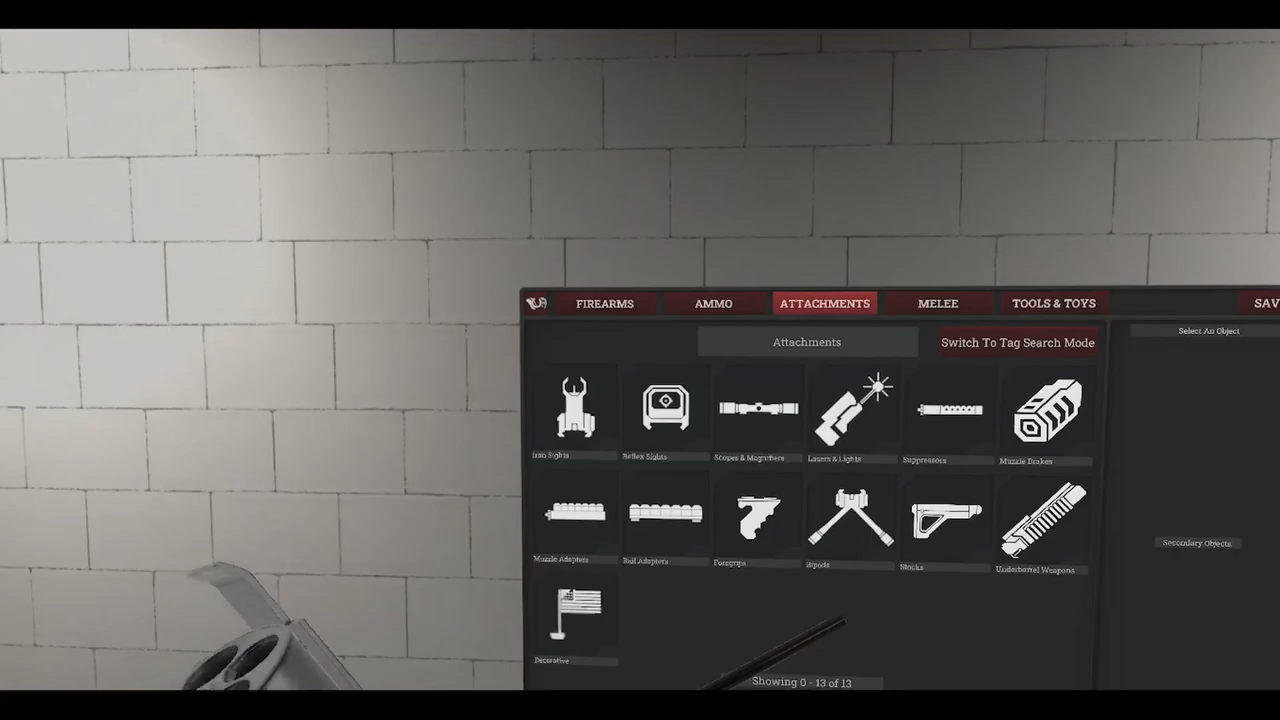 FIREARMS AMMO ATTACHMENTS MELEE TOOLS & TOYS SAV
Attachments Switch To Tag Search Mode Select An Object
Iron Sights Reflex Sights Scopes & Magnifiers Lasers & Lights Suppressors Muzzle Brakes
Muzzle Adapters Rail Adapters Foregrips Bipods Stocks Underbarrel Weapons
Secondary Objects
Decorative
Showing 0 - 13 of 13